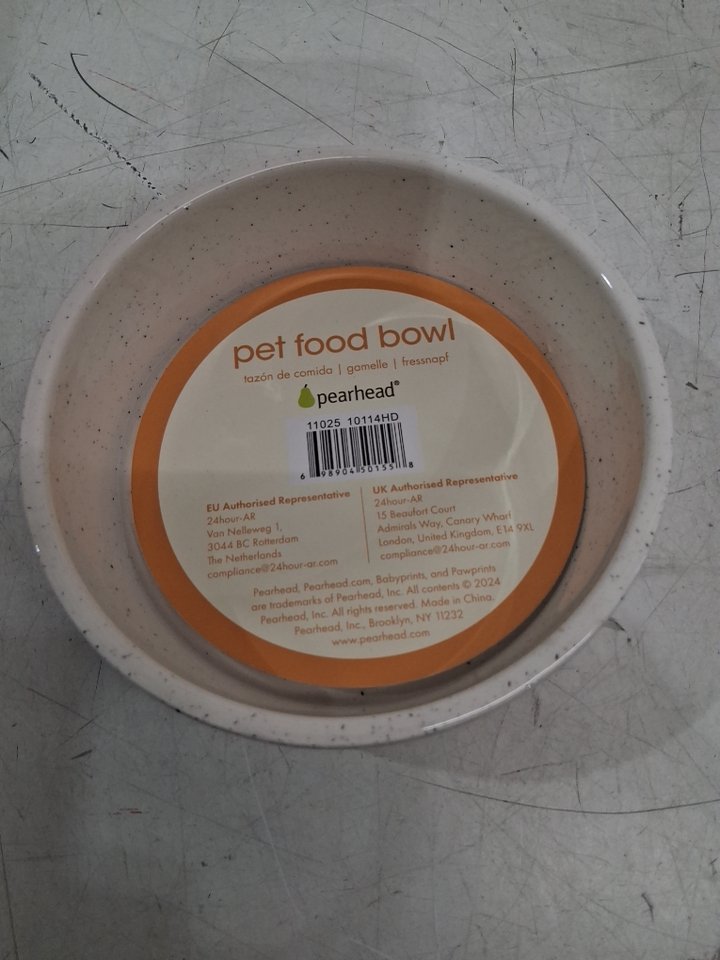 pet food bowl
tazón de comida | gamelle | fressnapf
pearhead®
11025 10114HD
6 98904 50155 8
EU Authorised Representative
24hour-AR
Van Nelleweg 1,
3044 BC Rotterdam
The Netherlands
compliance@24hour-ar.com
UK Authorised Representative
24hour-AR
15 Beaufort Court
Admirals Way, Canary Wharf
London, United Kingdom, E14 9XL
compliance@24hour-ar.com
Pearhead, Pearhead.com, Babyprints, and Pawprints
are trademarks of Pearhead, Inc. All contents © 2024
Pearhead, Inc. All rights reserved. Made in China.
Pearhead, Inc., Brooklyn, NY 11232
www.pearhead.com